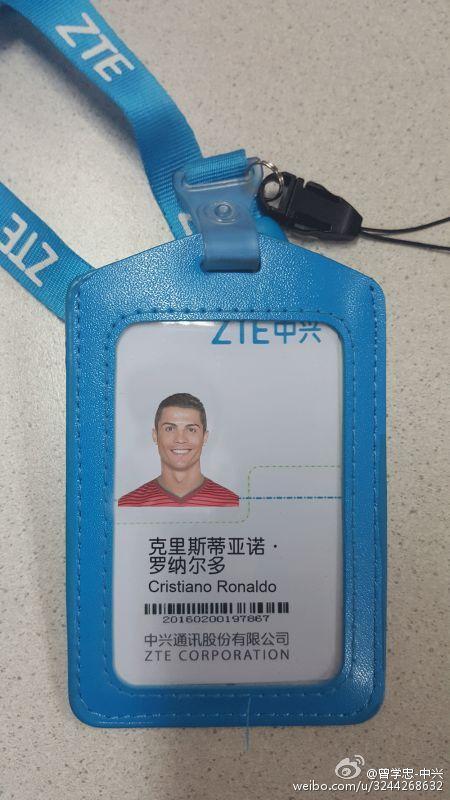 ZTE
ZTE
ZTE中兴
克里斯蒂亚诺·
罗纳尔多
Cristiano Ronaldo
20160200197867
中兴通讯股份有限公司
ZTE CORPORATION
@曾学忠-中兴
weibo.com/u/3244268632